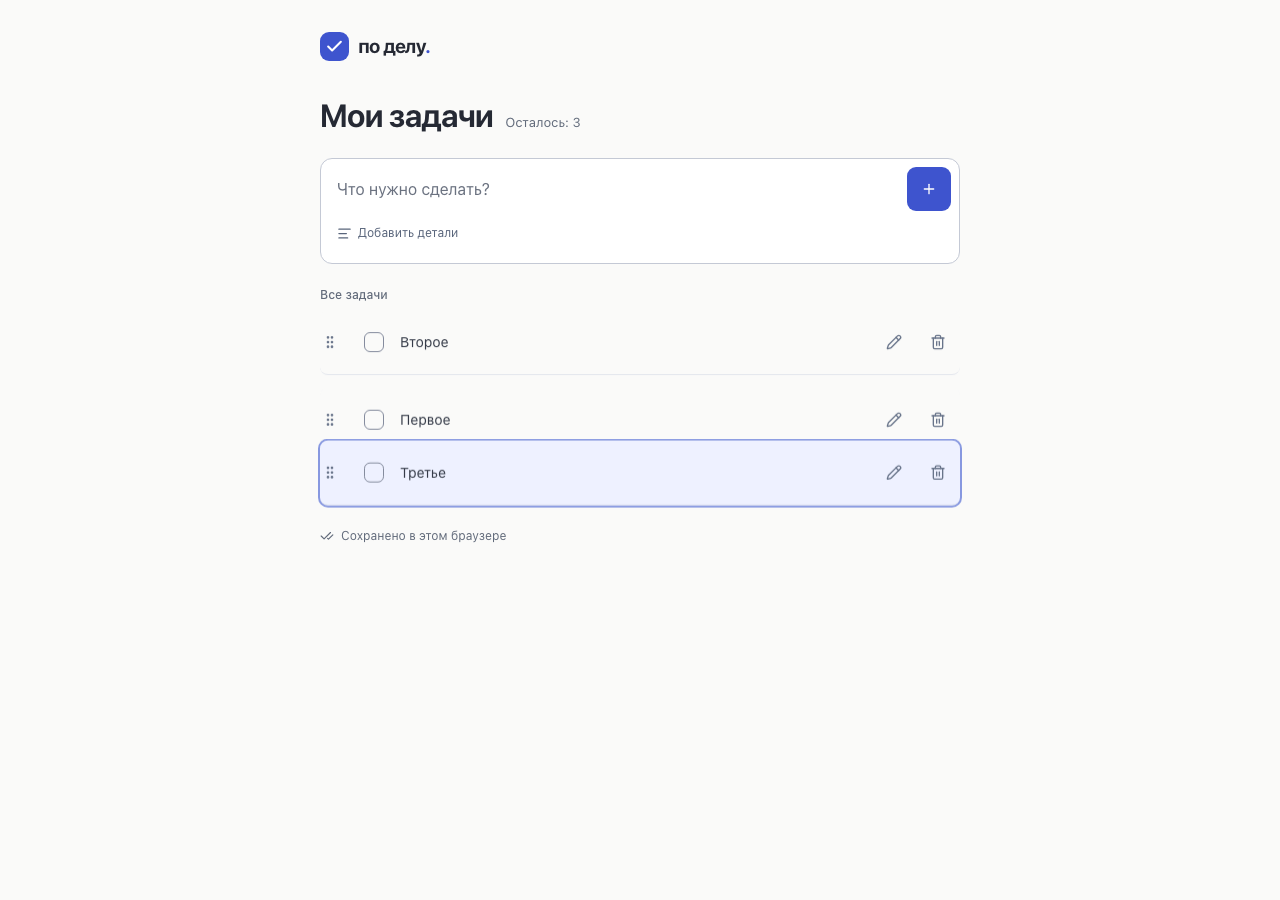 по делу.
Мои задачи Осталось: 3
Что нужно сделать?
Добавить детали
Все задачи
Второе
Первое
Третье
Сохранено в этом браузере